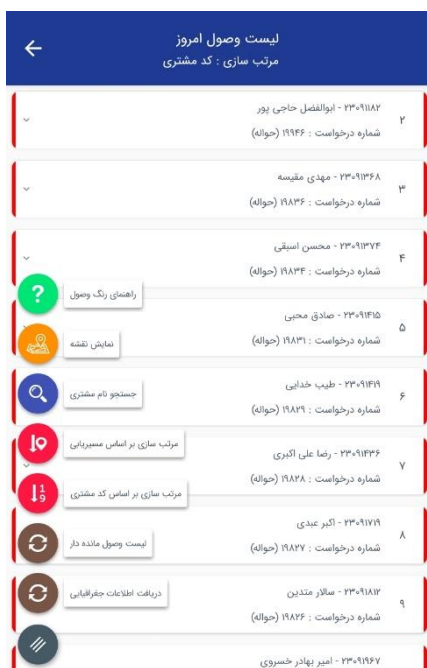 لیست وصول امروز
مرتب سازی : کد مشتری
۲
۲۳۰۹۱۱۸۲ - ابوالفضل حاجی پور
شماره درخواست : ۱۹۹۴۶ (حواله)
۳
۲۳۰۹۱۳۶۸ - مهدی مقیسه
شماره درخواست : ۱۹۸۳۶ (حواله)
۴
۲۳۰۹۱۳۷۴ - محسن اسبقی
شماره درخواست : ۱۹۸۳۴ (حواله)
راهنمای رنگ وصول
?
۵
۲۳۰۹۱۴۱۵ - صادق محبی
شماره درخواست : ۱۹۸۳۱ (حواله)
نمایش نقشه
۶
۲۳۰۹۱۴۱۹ - طیب خدایی
شماره درخواست : ۱۹۸۲۹ (حواله)
جستجو نام مشتری
۷
۲۳۰۹۱۴۳۶ - رضا علی اکبری
شماره درخواست : ۱۹۸۲۸ (حواله)
مرتب سازی بر اساس مسیریابی
مرتب سازی بر اساس کد مشتری
۸
۲۳۰۹۱۷۱۹ - اکبر عبدی
شماره درخواست : ۱۹۸۲۷ (حواله)
لیست وصول مانده دار
۹
۲۳۰۹۱۸۱۲ - سالار متدین
شماره درخواست : ۱۹۸۲۶ (حواله)
دریافت اطلاعات جغرافیایی
۲۳۰۹۱۹۶۷ - امیر بهادر خسروی